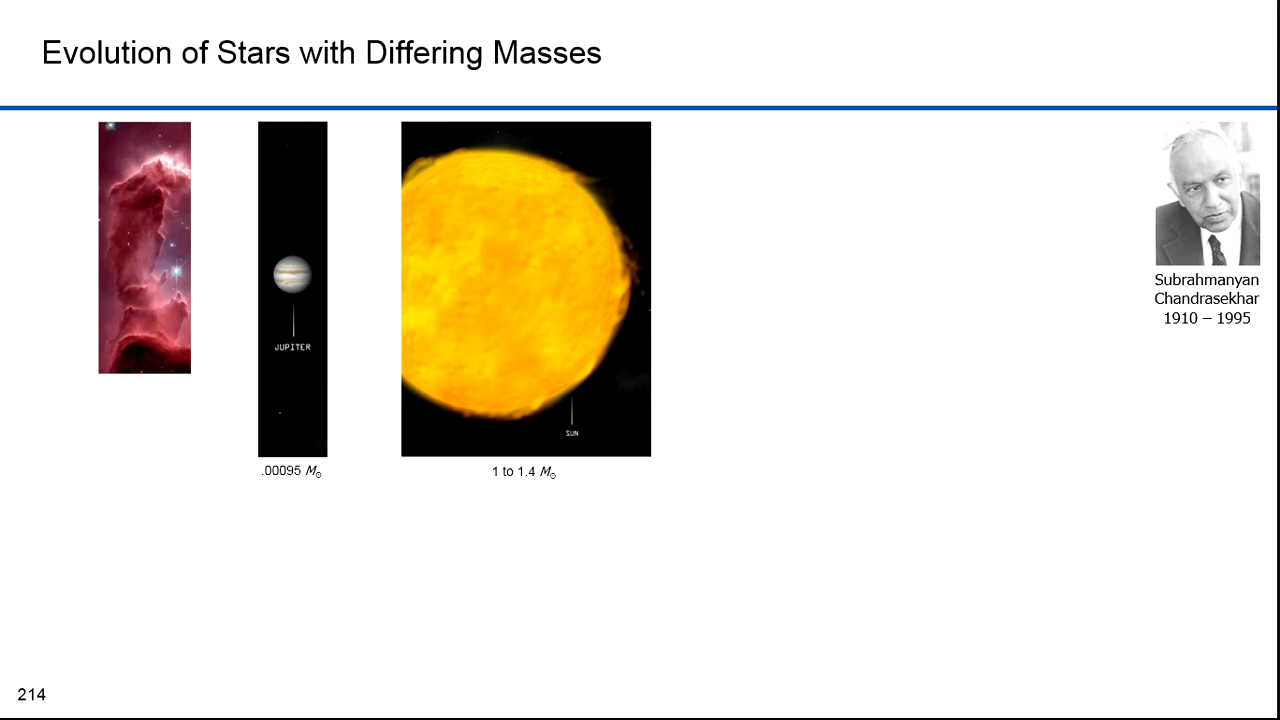 Evolution of Stars with Differing Masses
JUPITER
SUN
.00095 M☉
1 to 1.4 M☉
Subrahmanyan
Chandrasekhar
1910 – 1995
214